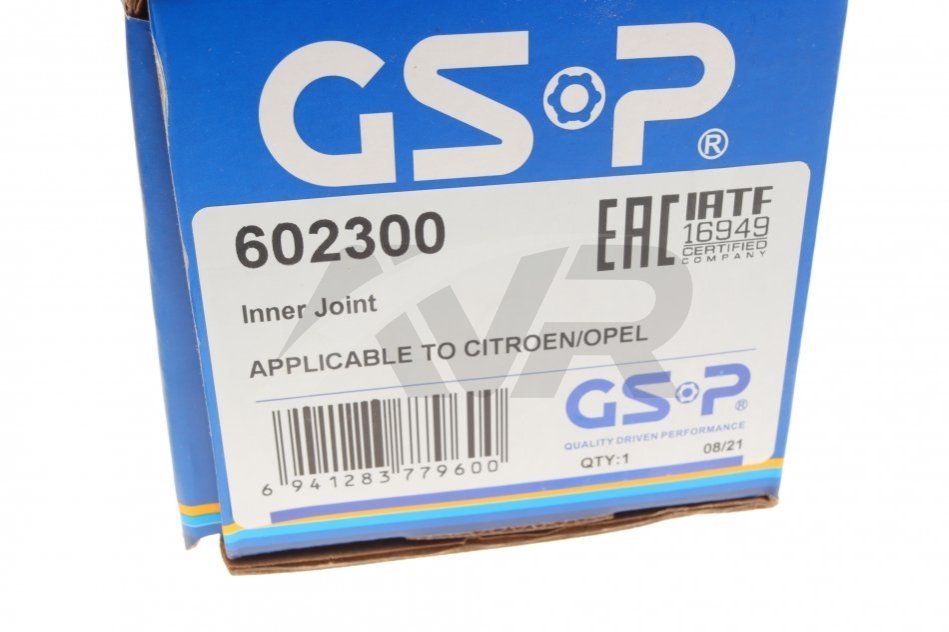 GSP®
602300
EAC
IATF
16949
CERTIFIED
COMPANY
Inner Joint
VR
APPLICABLE TO CITROEN/OPEL
GSP®
QUALITY DRIVEN PERFORMANCE
QTY:1 08/21
6 941283 779600